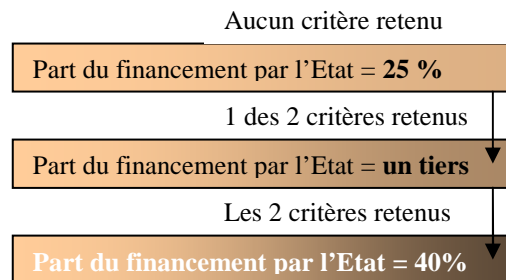 Aucun critère retenu
Part du financement par l’Etat = 25 %
1 des 2 critères retenus
Part du financement par l’Etat = un tiers
Les 2 critères retenus
Part du financement par l’Etat = 40%